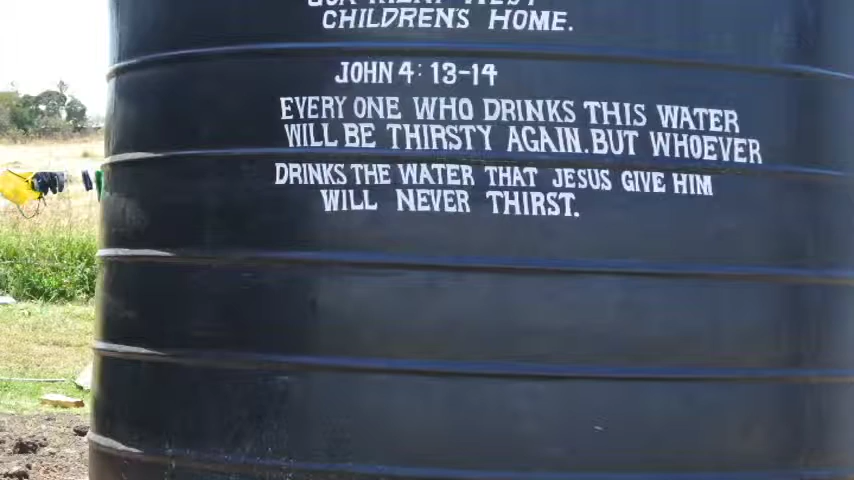 CHILDREN'S HOME.
JOHN 4: 13-14
EVERY ONE WHO DRINKS THIS WATER
WILL BE THIRSTY AGAIN. BUT WHOEVER
DRINKS THE WATER THAT JESUS GIVE HIM
WILL NEVER THIRST.